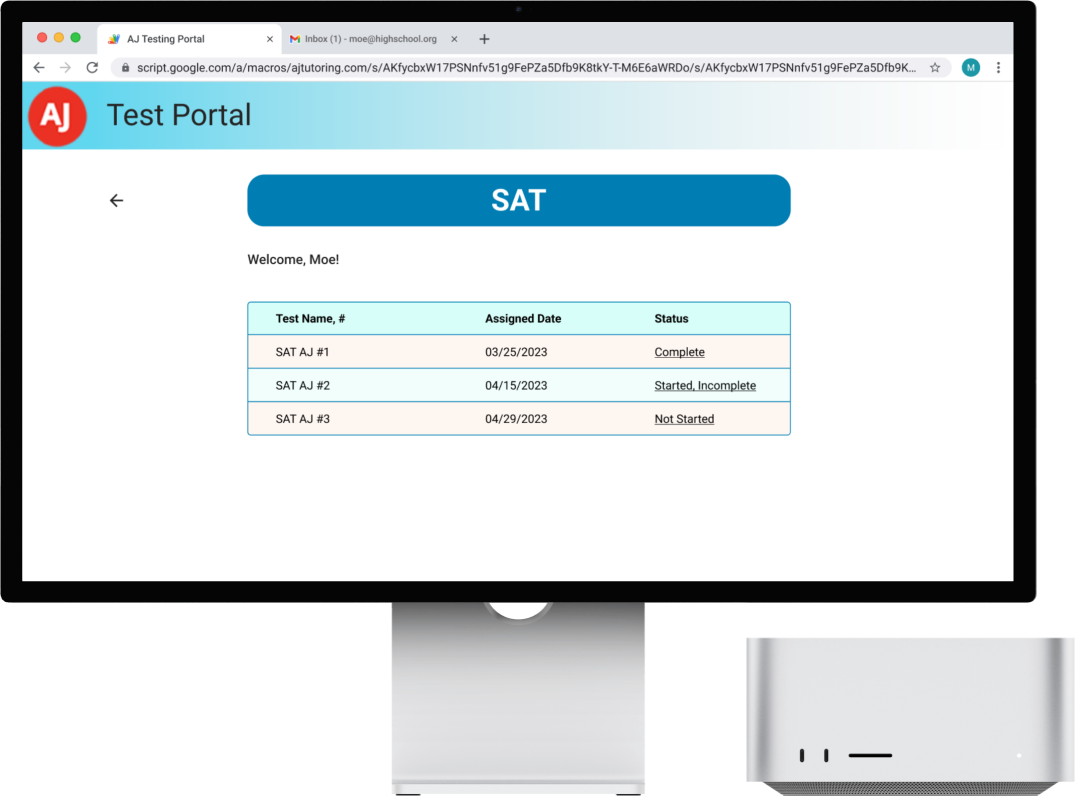 AJ Testing Portal
Inbox (1) - moe@highschool.org
script.google.com/a/macros/ajtutoring.com/s/AKfycbxW17PSNnfv51g9FePZa5Dfb9K8tkY-T-M6E6aWRDo/s/AKfycbxW17PSNnfv51g9FePZa5Dfb9K...
M
AJ Test Portal
SAT
Welcome, Moe!
Test Name, # Assigned Date Status
SAT AJ #1 03/25/2023 Complete
SAT AJ #2 04/15/2023 Started, Incomplete
SAT AJ #3 04/29/2023 Not Started